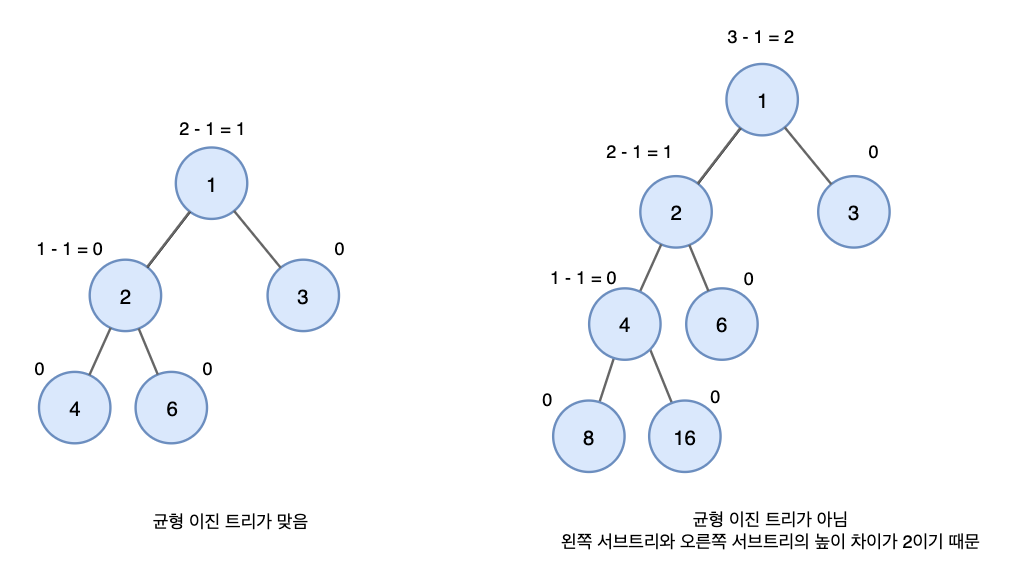 2 - 1 = 1
1
1 - 1 = 0
0
2
3
0
0
4
6
균형 이진 트리가 맞음
3 - 1 = 2
1
2 - 1 = 1
0
2
3
1 - 1 = 0
0
4
6
0
0
8
16
균형 이진 트리가 아님
왼쪽 서브트리와 오른쪽 서브트리의 높이 차이가 2이기 때문